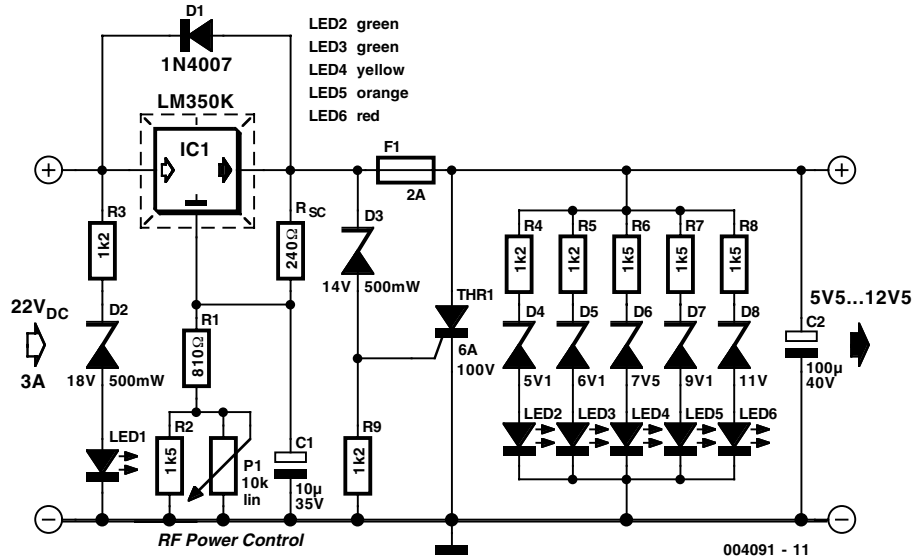 D1
1N4007
LM350K
IC1
LED2 green
LED3 green
LED4 yellow
LED5 orange
LED6 red
+
F1
2A
+
R3
1k2
RSC
240Ω
D3
14V 500mW
R4
1k2
R5
1k2
R6
1k5
R7
1k5
R8
1k5
22VDC
3A
D2
18V 500mW
R1
810Ω
THR1
6A
100V
D4
5V1
D5
6V1
D6
7V5
D7
9V1
D8
11V
5V5...12V5
C2
100µ
40V
LED1
R2
1k5
P1
10k
lin
C1
10µ
35V
R9
1k2
LED2
LED3
LED4
LED5
LED6
−
RF Power Control
−
004091 - 11